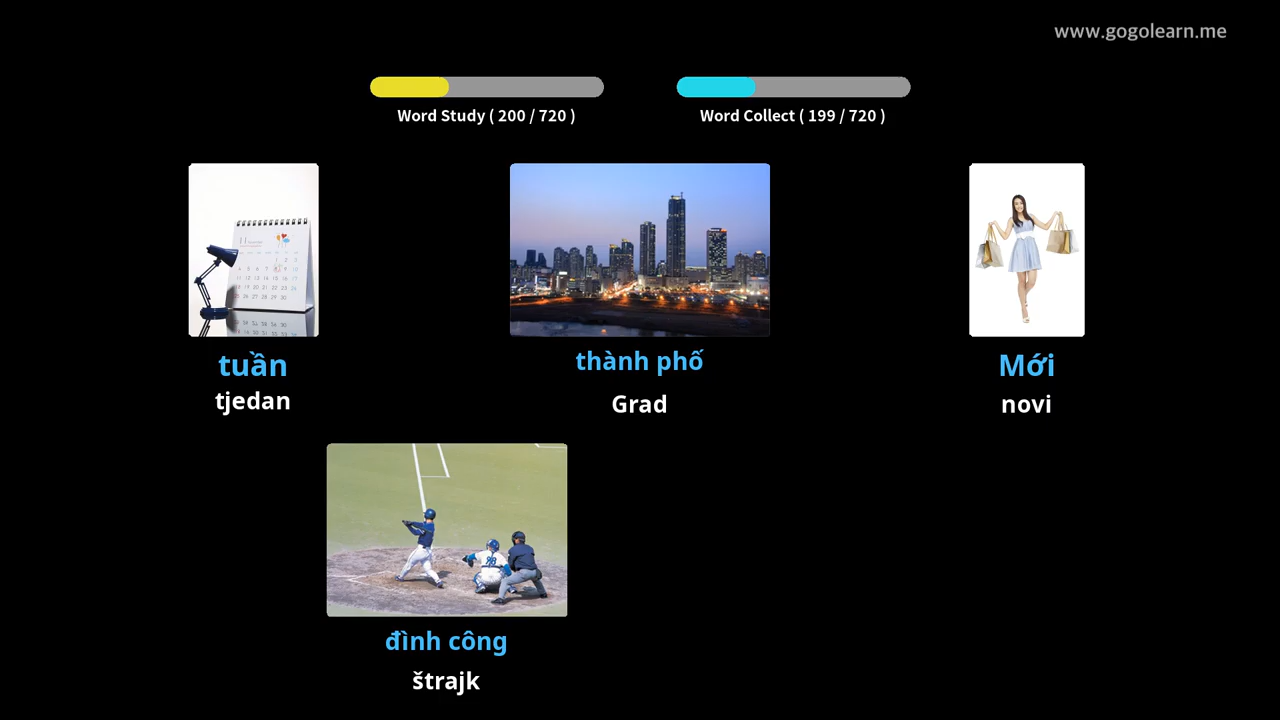 www.gogolearn.me
Word Study ( 200 / 720 )
Word Collect ( 199 / 720 )
tuần
tjedan
thành phố
Grad
Mới
novi
đình công
štrajk